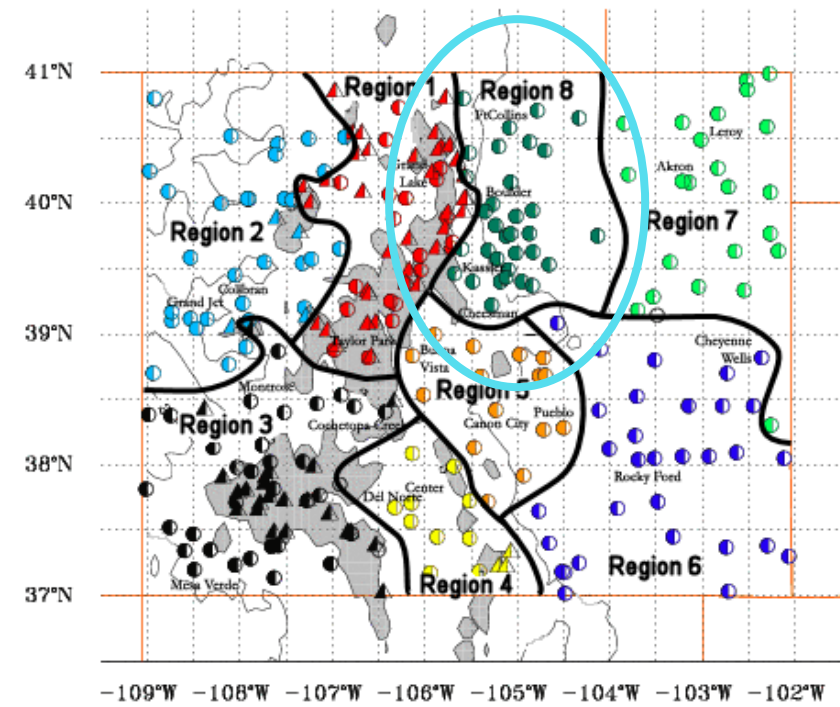 41°N
Region 1
Region 8
FtCollins
Leroy
Grand
Lake
Akron
Boulder
40°N
Region 2
Region 7
Kassler
Collbran
Grand Jct
Cheesman
39°N
Taylor Park
Buena
Vista
Cheyenne
Wells
Montrose
Region 5
Region 3
Cochetopa Creek
Canon City
Pueblo
38°N
Rocky Ford
Del Norte
Center
Mesa Verde
Region 4
Region 6
37°N
-109°W -108°W -107°W -106°W -105°W -104°W -103°W -102°W